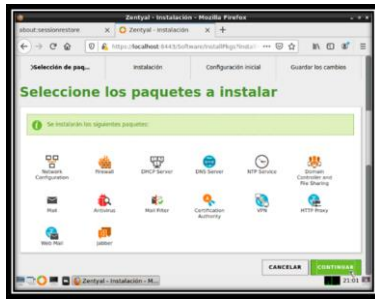 Zentyal - Instalación - Mozilla Firefox
about:sessionrestore
Zentyal - Instalación
https://localhost:8443/Software/InstallPkgs?
Selección de paq...
Instalación
Configuración inicial
Guardar los cambios
Seleccione los paquetes a instalar
Se instalarán los siguientes paquetes:
Network Configuration
Firewall
DHCP Server
DNS Server
NTP Service
Domain Controller and File Sharing
Mail
Antivirus
Mail Filter
Certification Authority
VPN
HTTP Proxy
Web Mail
Jabber
CANCELAR
CONTINUAR
Zentyal - Instalación - M...
21:01